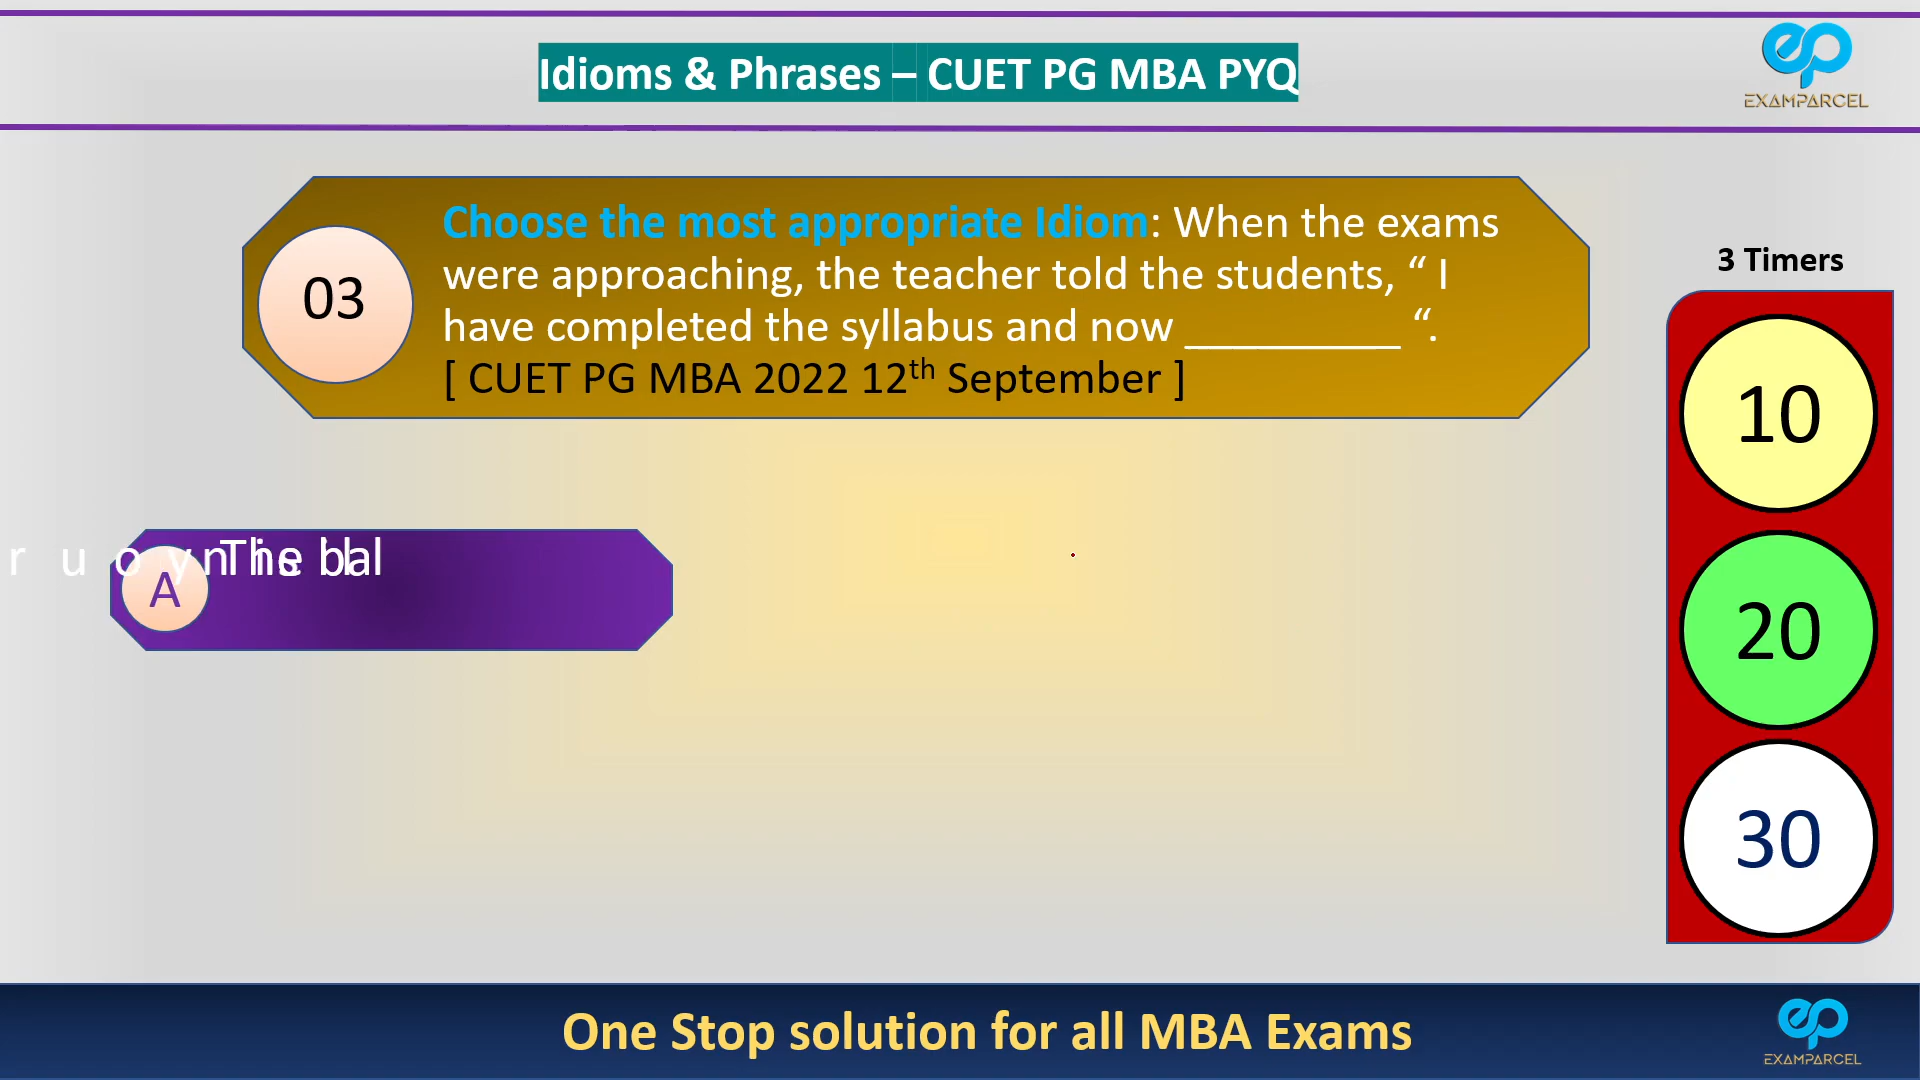 Idioms & Phrases – CUET PG MBA PYQ
EXAMPARCEL
Choose the most appropriate Idiom: When the exams
were approaching, the teacher told the students, “ I
have completed the syllabus and now _________ “.
[ CUET PG MBA 2022 12th September ]
03
3 Timers
10
20
30
A
The
One Stop solution for all MBA Exams
EXAMPARCEL